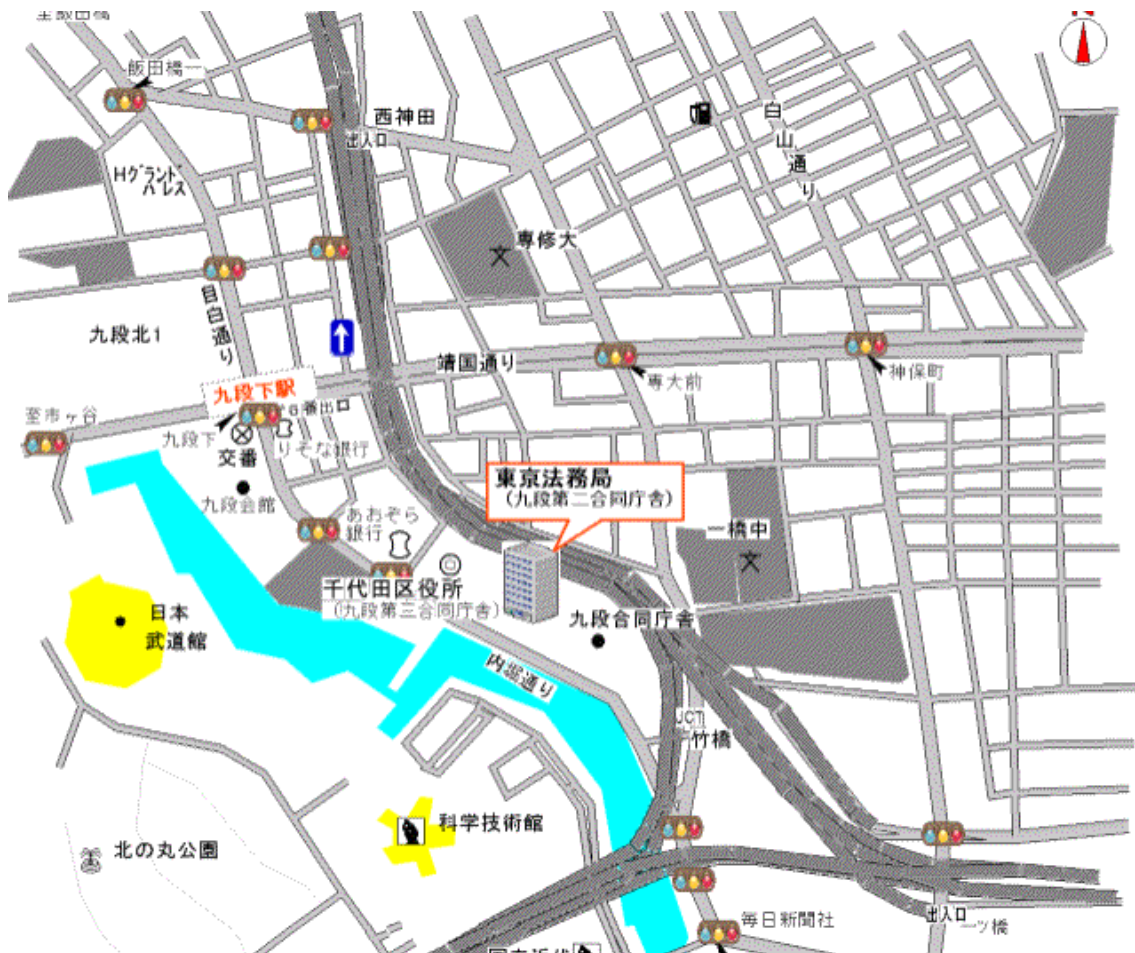 至飯田橋
N
飯田橋一
西神田
出入口
白山通り
Hグランド
パレス
専修大
目白通り
九段北1
靖国通り
専大前
神保町
九段下駅
至市ヶ谷
九段下
りそな銀行
交番
九段会館
東京法務局
(九段第二合同庁舎)
あおぞら
銀行
一橋中
千代田区役所
(九段第三合同庁舎)
九段合同庁舎
日本
武道館
内堀通り
JCT
竹橋
科学技術館
北の丸公園
毎日新聞社
出入口
一ツ橋